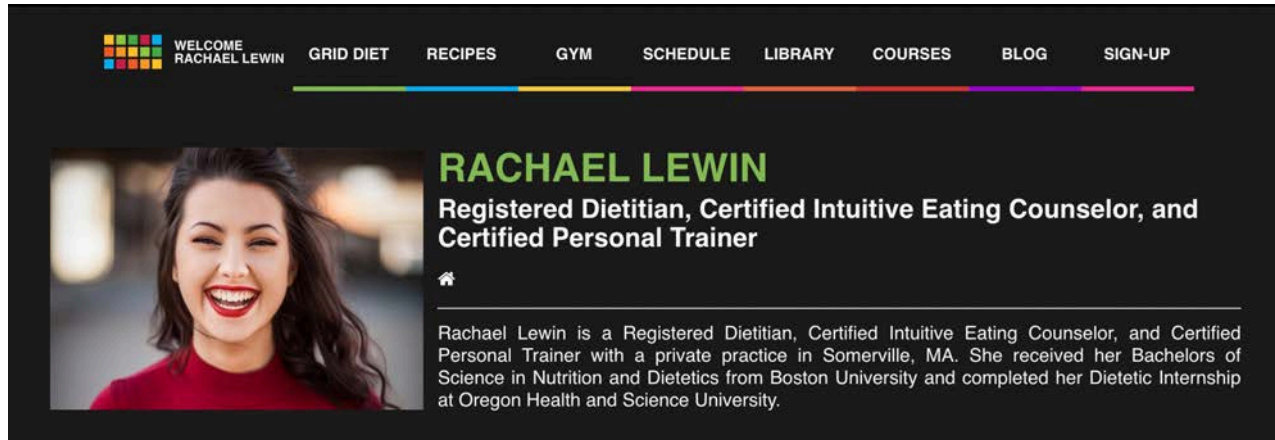 WELCOME
RACHAEL LEWIN
GRID DIET RECIPES GYM SCHEDULE LIBRARY COURSES BLOG SIGN-UP
RACHAEL LEWIN
Registered Dietitian, Certified Intuitive Eating Counselor, and
Certified Personal Trainer
Rachael Lewin is a Registered Dietitian, Certified Intuitive Eating Counselor, and Certified
Personal Trainer with a private practice in Somerville, MA. She received her Bachelors of
Science in Nutrition and Dietetics from Boston University and completed her Dietetic Internship
at Oregon Health and Science University.